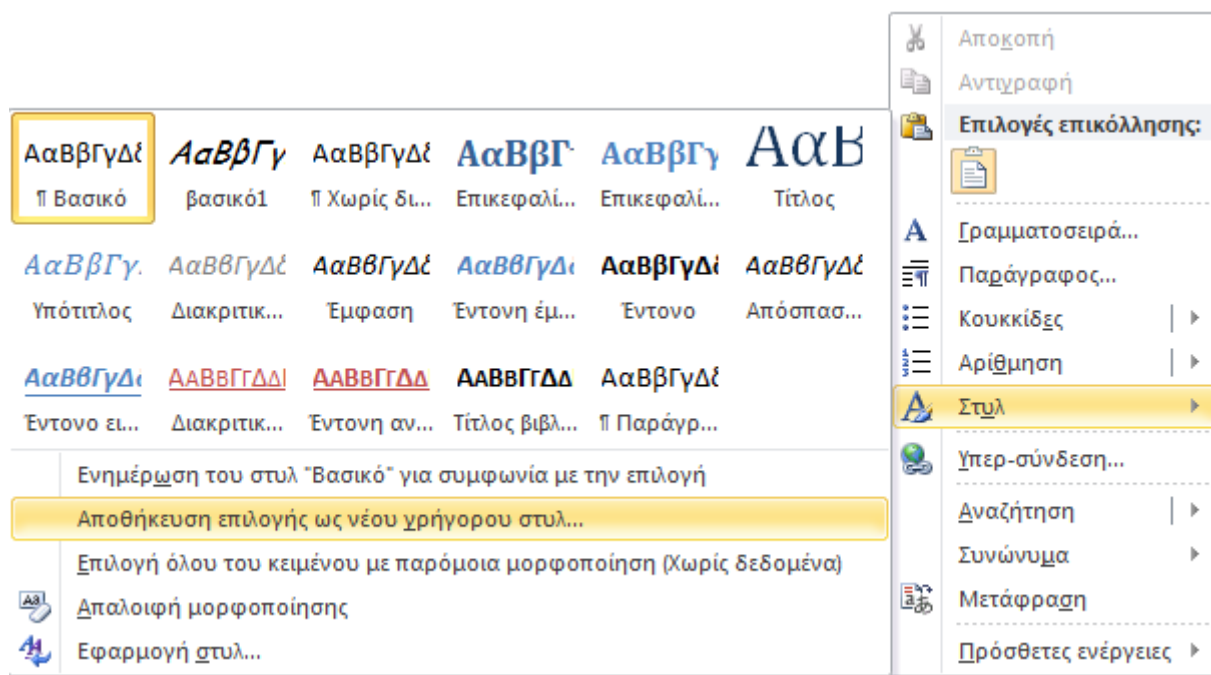 Αποκοπή
Αντιγραφή
Επιλογές επικόλλησης:
Γραμματοσειρά...
Παράγραφος...
Κουκκίδες
Αρίθμηση
Στυλ
Υπερ-σύνδεση...
Αναζήτηση
Συνώνυμα
Μετάφραση
Πρόσθετες ενέργειες
ΑαΒβΓγΔδ ΑαΒβΓγ ΑαΒβΓγΔδ ΑαΒβΓ ΑαΒβΓγ ΑαΒ
¶ Βασικό βασικό1 ¶ Χωρίς δι... Επικεφαλί... Επικεφαλί... Τίτλος
ΑαΒβΓγ. ΑαΒβΓγΔδ ΑαΒβΓγΔδ ΑαΒβΓγΔδ ΑαΒβΓγΔδ ΑαΒβΓγΔδ
Υπότιτλος Διακριτικ... Έμφαση Έντονη έμ... Έντονο Απόσπασ...
ΑαΒβΓγΔδ ΑΑΒΒΓΓΔΔΙ ΑΑΒΒΓΓΔΔ ΑΑΒΒΓΓΔΔ ΑαΒβΓγΔδ
Έντονο ει... Διακριτικ... Έντονη αν... Τίτλος βιβλ... ¶ Παράγρ...
Ενημέρωση του στυλ "Βασικό" για συμφωνία με την επιλογή
Αποθήκευση επιλογής ως νέου γρήγορου στυλ...
Επιλογή όλου του κειμένου με παρόμοια μορφοποίηση (Χωρίς δεδομένα)
Απαλοιφή μορφοποίησης
Εφαρμογή στυλ...